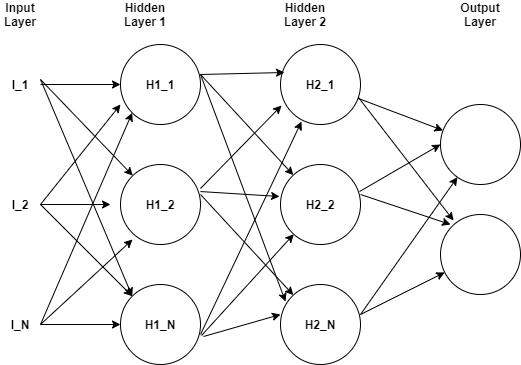 Input
Layer
Hidden
Layer 1
Hidden
Layer 2
Output
Layer
I_1
H1_1
H2_1
I_2
H1_2
H2_2
I_N
H1_N
H2_N